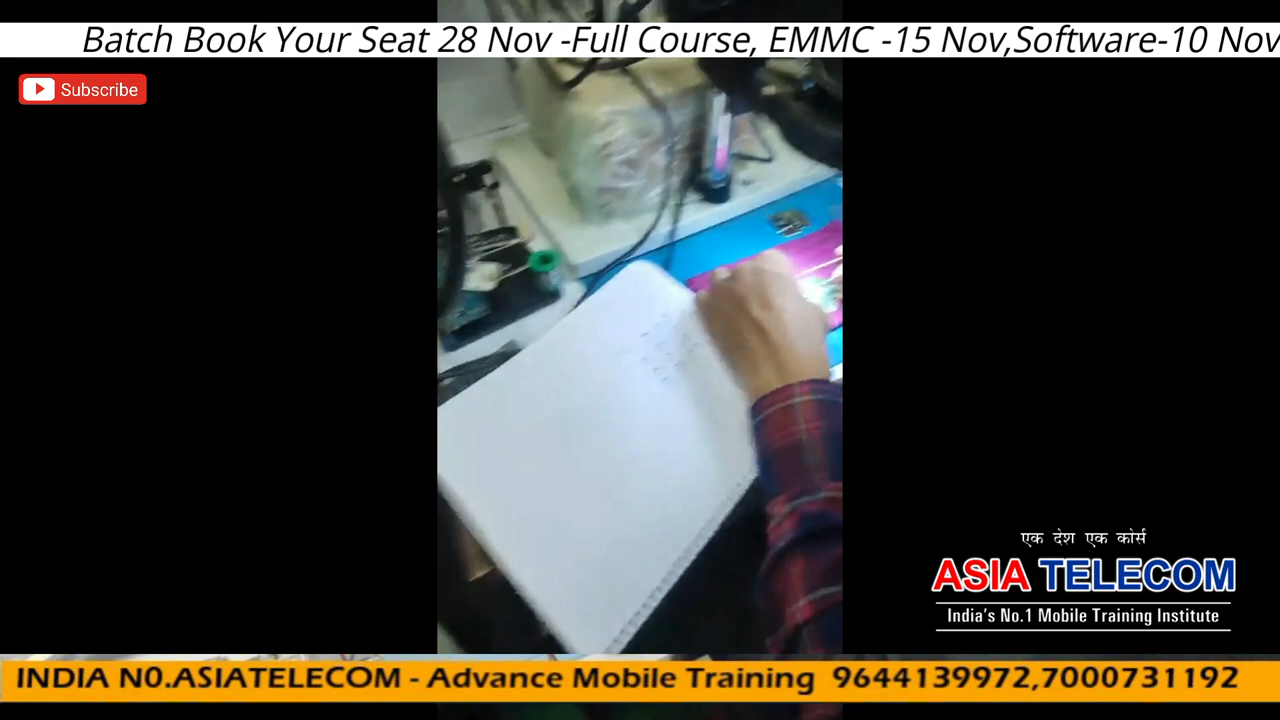 Batch Book Your Seat 28 Nov -Full Course, EMMC -15 Nov,Software-10 Nov
Subscribe
एक देश एक कोर्स
ASIA TELECOM
India's No.1 Mobile Training Institute
INDIA N0.ASIATELECOM - Advance Mobile Training 9644139972,7000731192